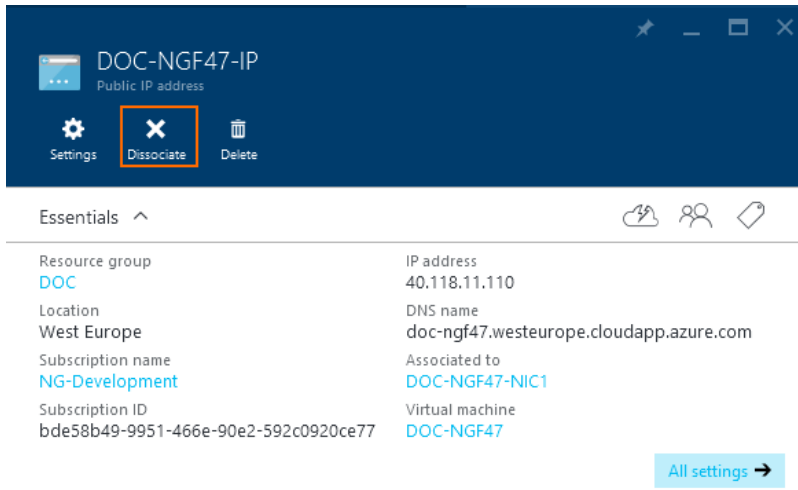 DOC-NGF47-IP
Public IP address
Settings
Dissociate
Delete
Essentials
Resource group
DOC
Location
West Europe
Subscription name
NG-Development
Subscription ID
bde58b49-9951-466e-90e2-592c0920ce77
IP address
40.118.11.110
DNS name
doc-ngf47.westeurope.cloudapp.azure.com
Associated to
DOC-NGF47-NIC1
Virtual machine
DOC-NGF47
All settings